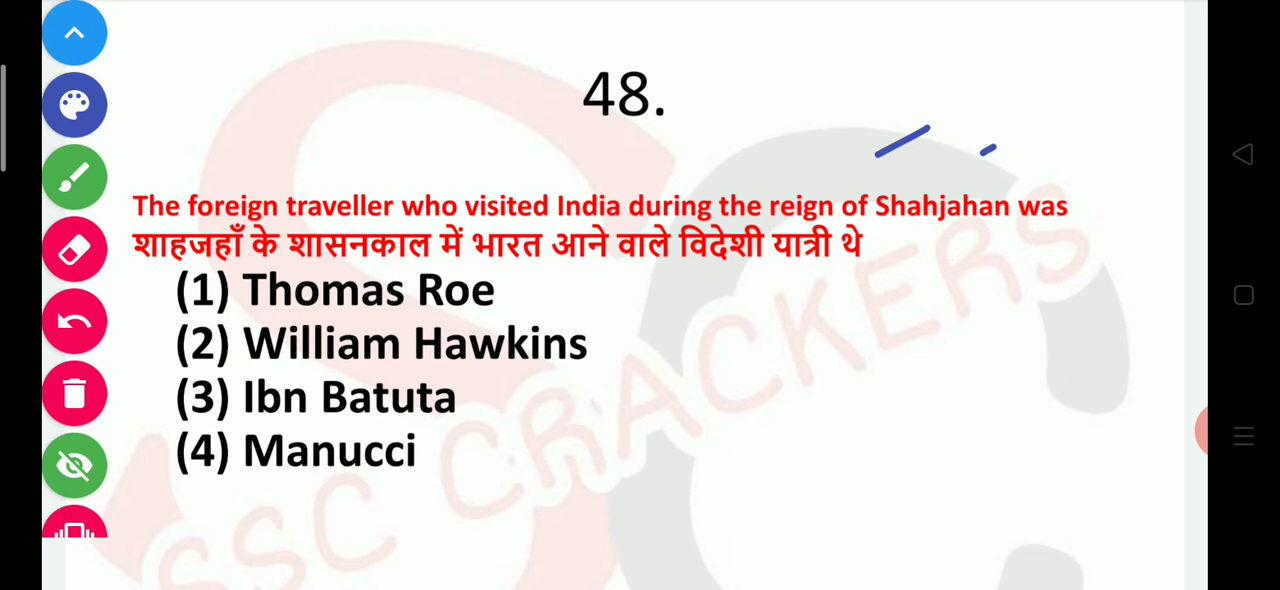 48.
The foreign traveller who visited India during the reign of Shahjahan was
शाहजहाँ के शासनकाल में भारत आने वाले विदेशी यात्री थे
(1) Thomas Roe
(2) William Hawkins
(3) Ibn Batuta
(4) Manucci
SSC CRACKERS